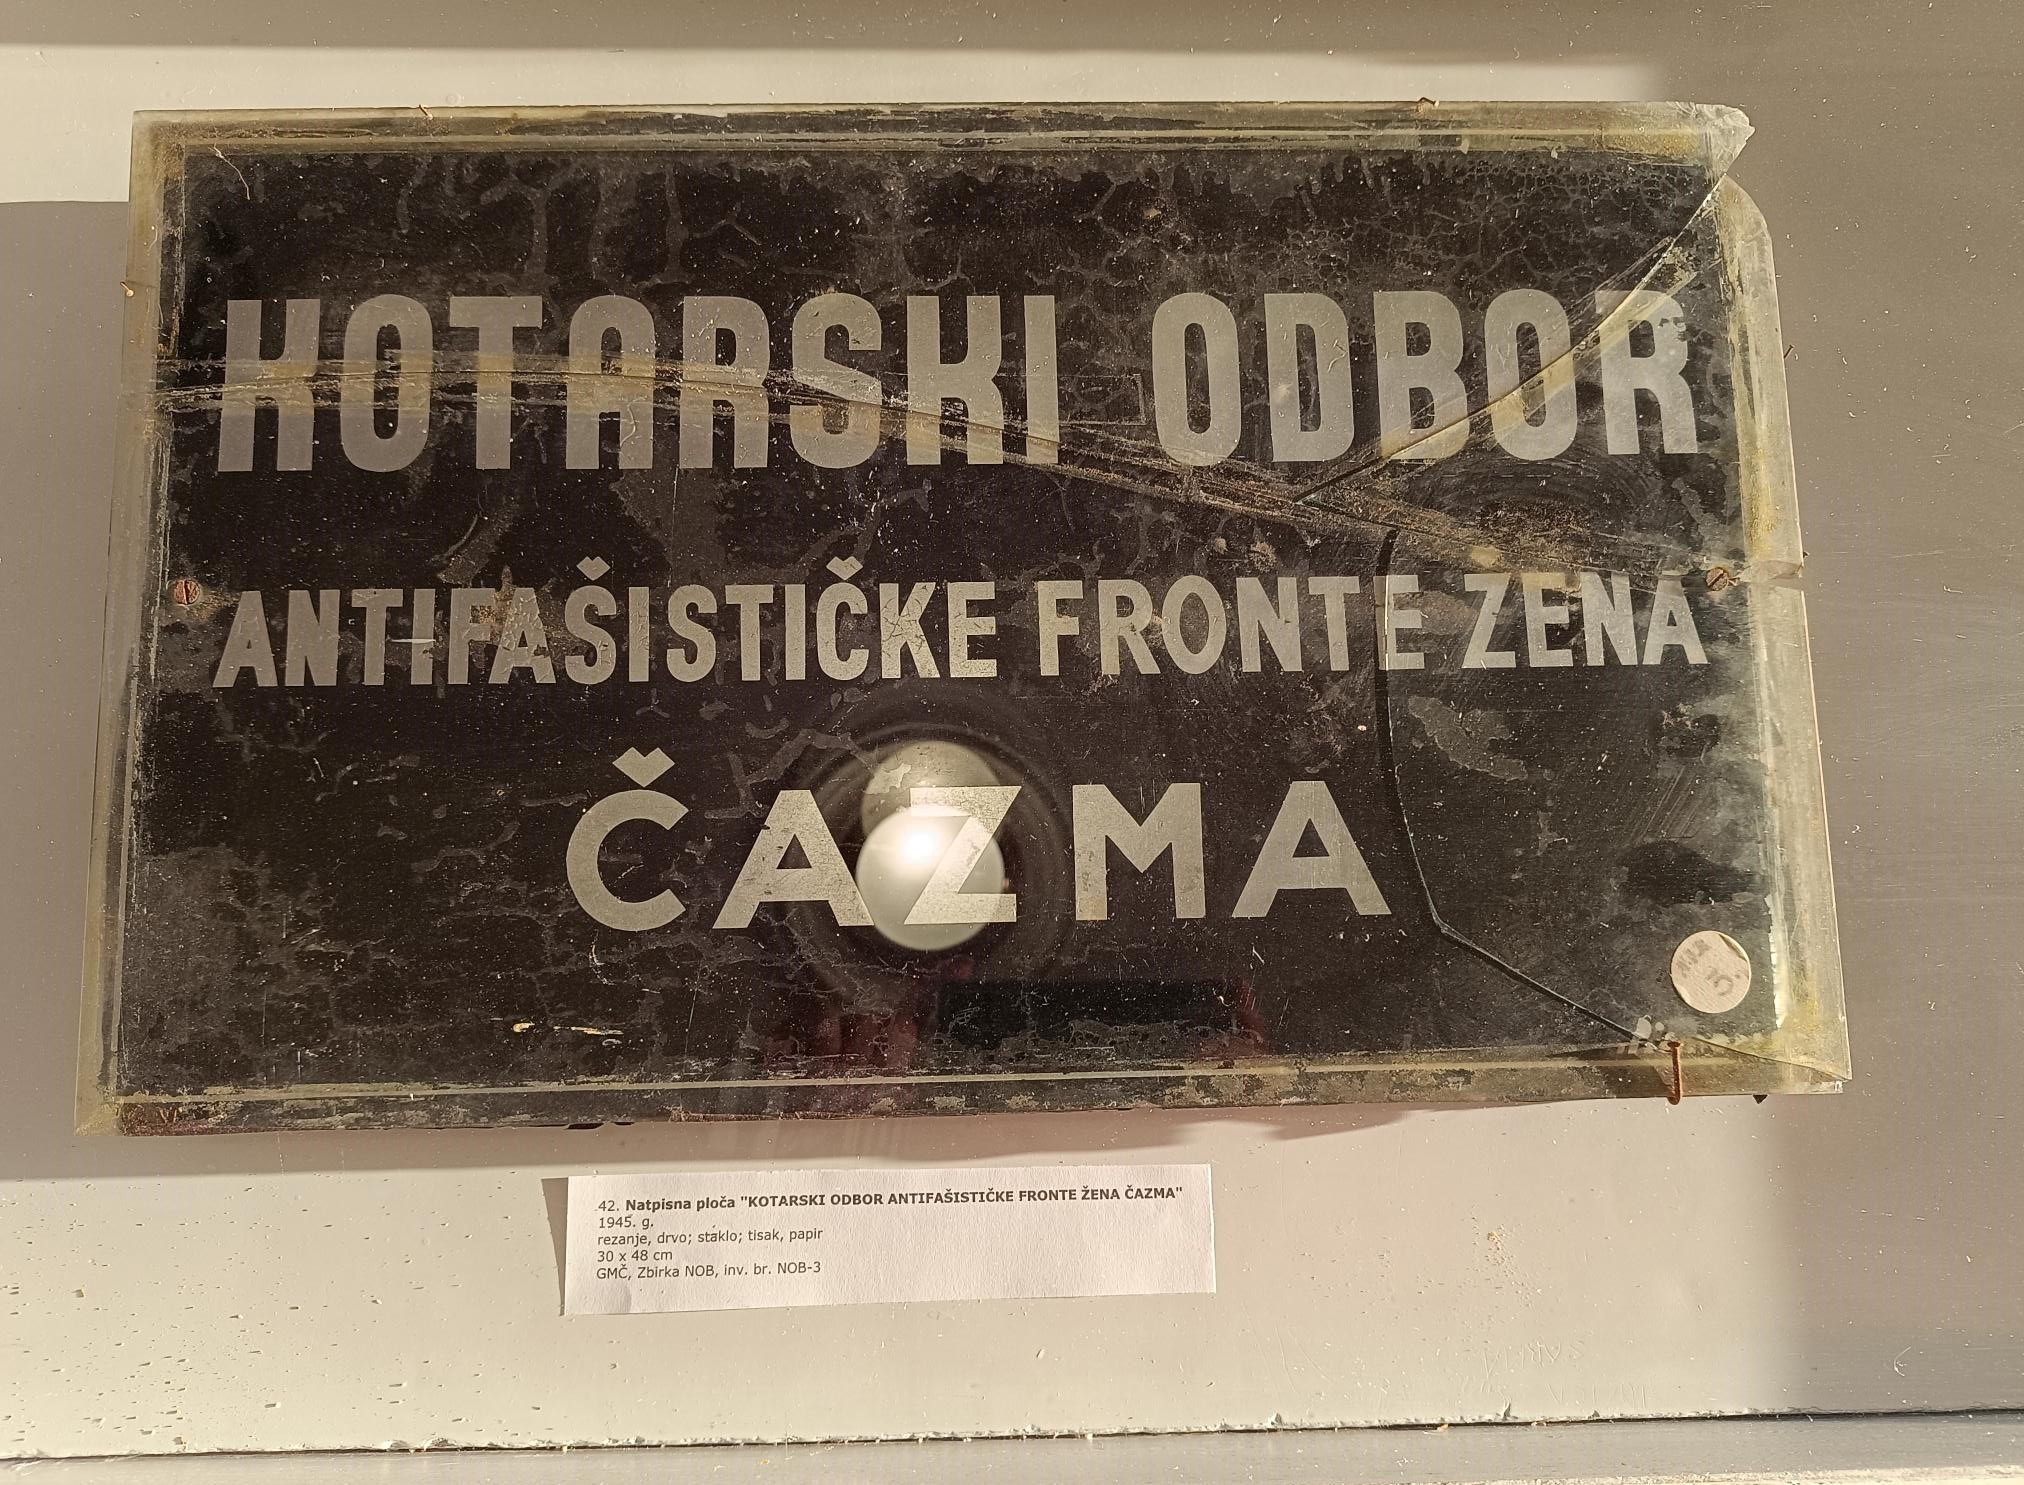 KOTARSKI ODBOR
ANTIFAŠISTIČKE FRONTE ZENA
ČAZMA
42. Natpisna ploča "KOTARSKI ODBOR ANTIFAŠISTIČKE FRONTE ŽENA ČAZMA"
1945. g.
rezanje, drvo; staklo; tisak, papir
30 x 48 cm
GMČ, Zbirka NOB, inv. br. NOB-3